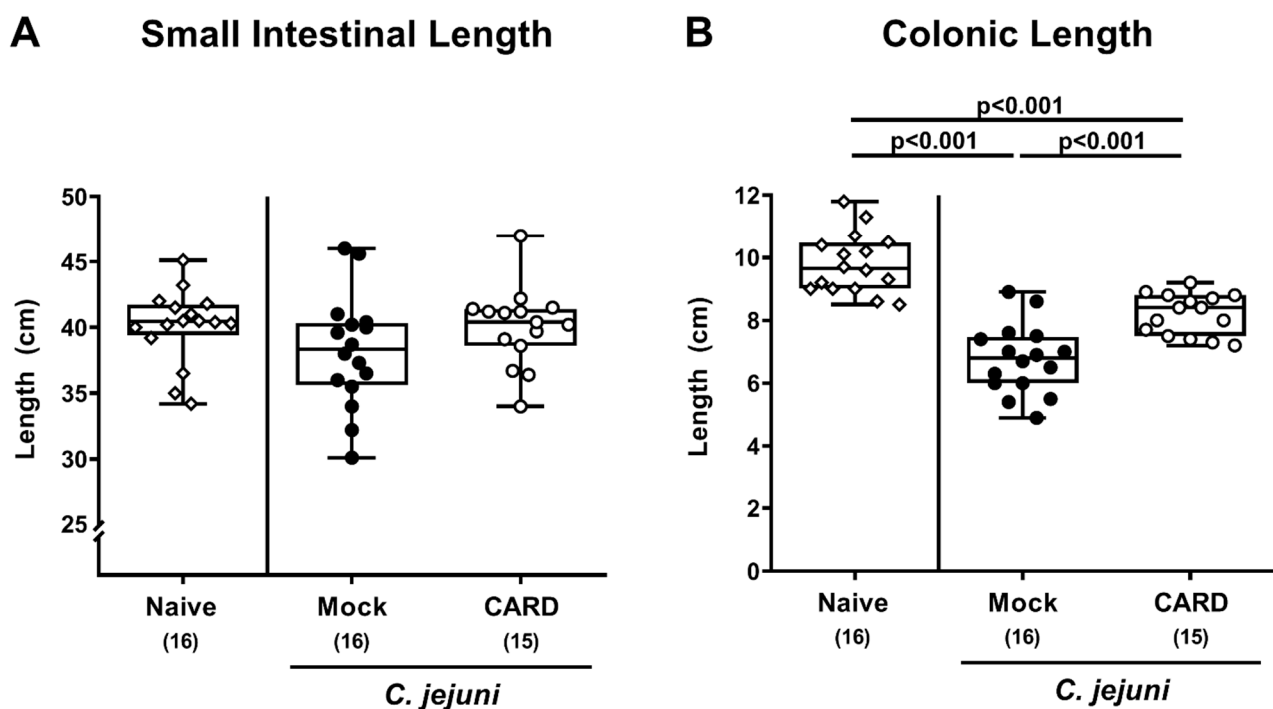 A Small Intestinal Length
Length (cm)
50
45
40
35
30
25
Naive
(16)
Mock
(16)
CARD
(15)
C. jejuni
B Colonic Length
p<0.001
p<0.001 p<0.001
Length (cm)
12
10
8
6
4
2
0
Naive
(16)
Mock
(16)
CARD
(15)
C. jejuni